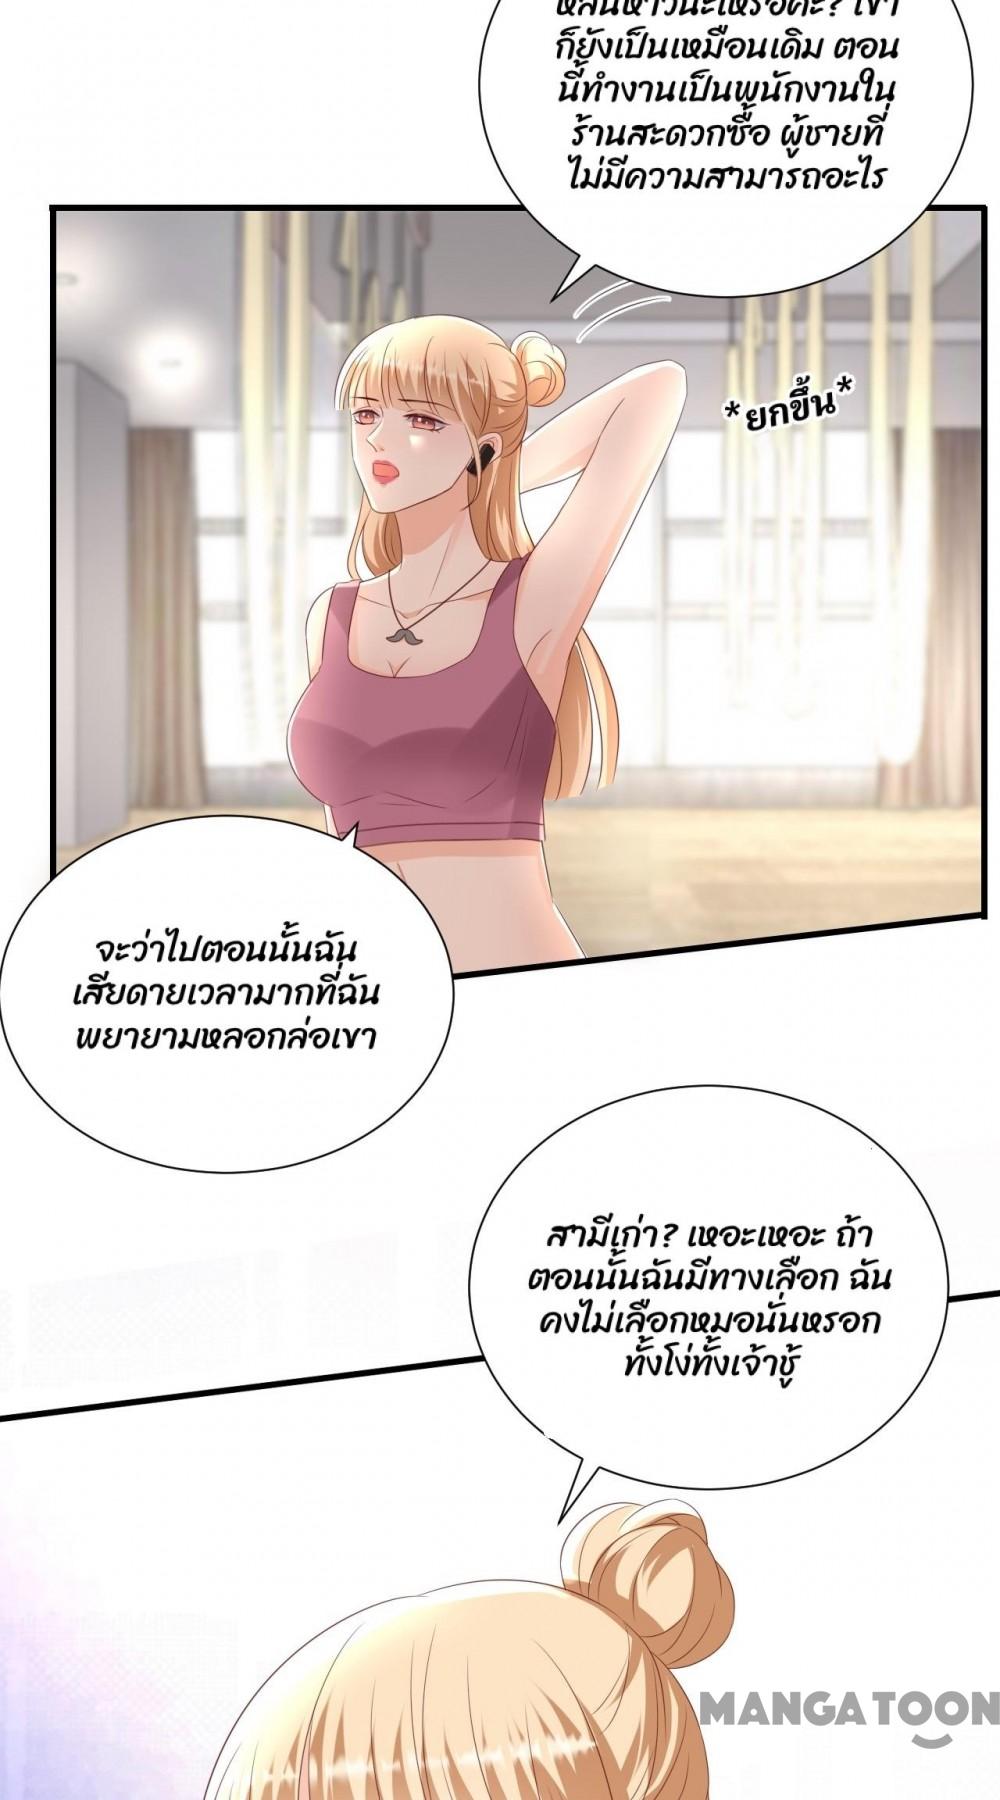 ก็ยังเป็นเหมือนเดิม ตอน
นี้ทำงานเป็นพนักงานใน
ร้านสะดวกซื้อ ผู้ชายที่
ไม่มีความสามารถอะไร
*ยกขึ้น*
จะว่าไปตอนนั้นฉัน
เสียดายเวลามากที่ฉัน
พยายามหลอกล่อเขา
สามีเก่า? เหอะเหอะ ถ้า
ตอนนั้นฉันมีทางเลือก ฉัน
คงไม่เลือกหมอนั่นหรอก
ทั้งโง่ทั้งเจ้าชู้
MANGATOON